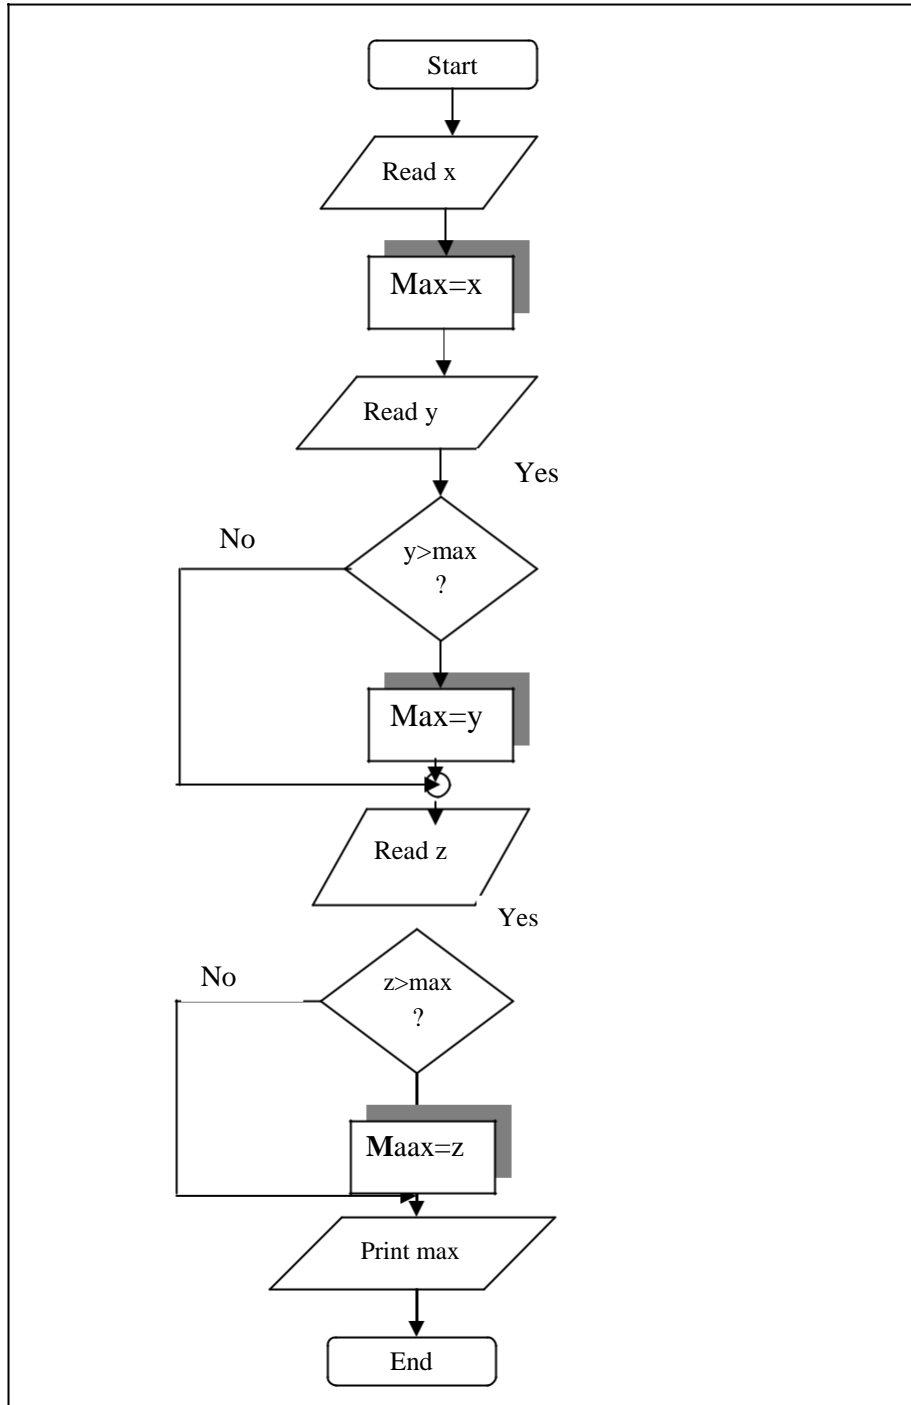 Start
Read x
Max=x
Read y
Yes
No
y>max
?
Max=y
Read z
Yes
No
z>max
?
Maax=z
Print max
End